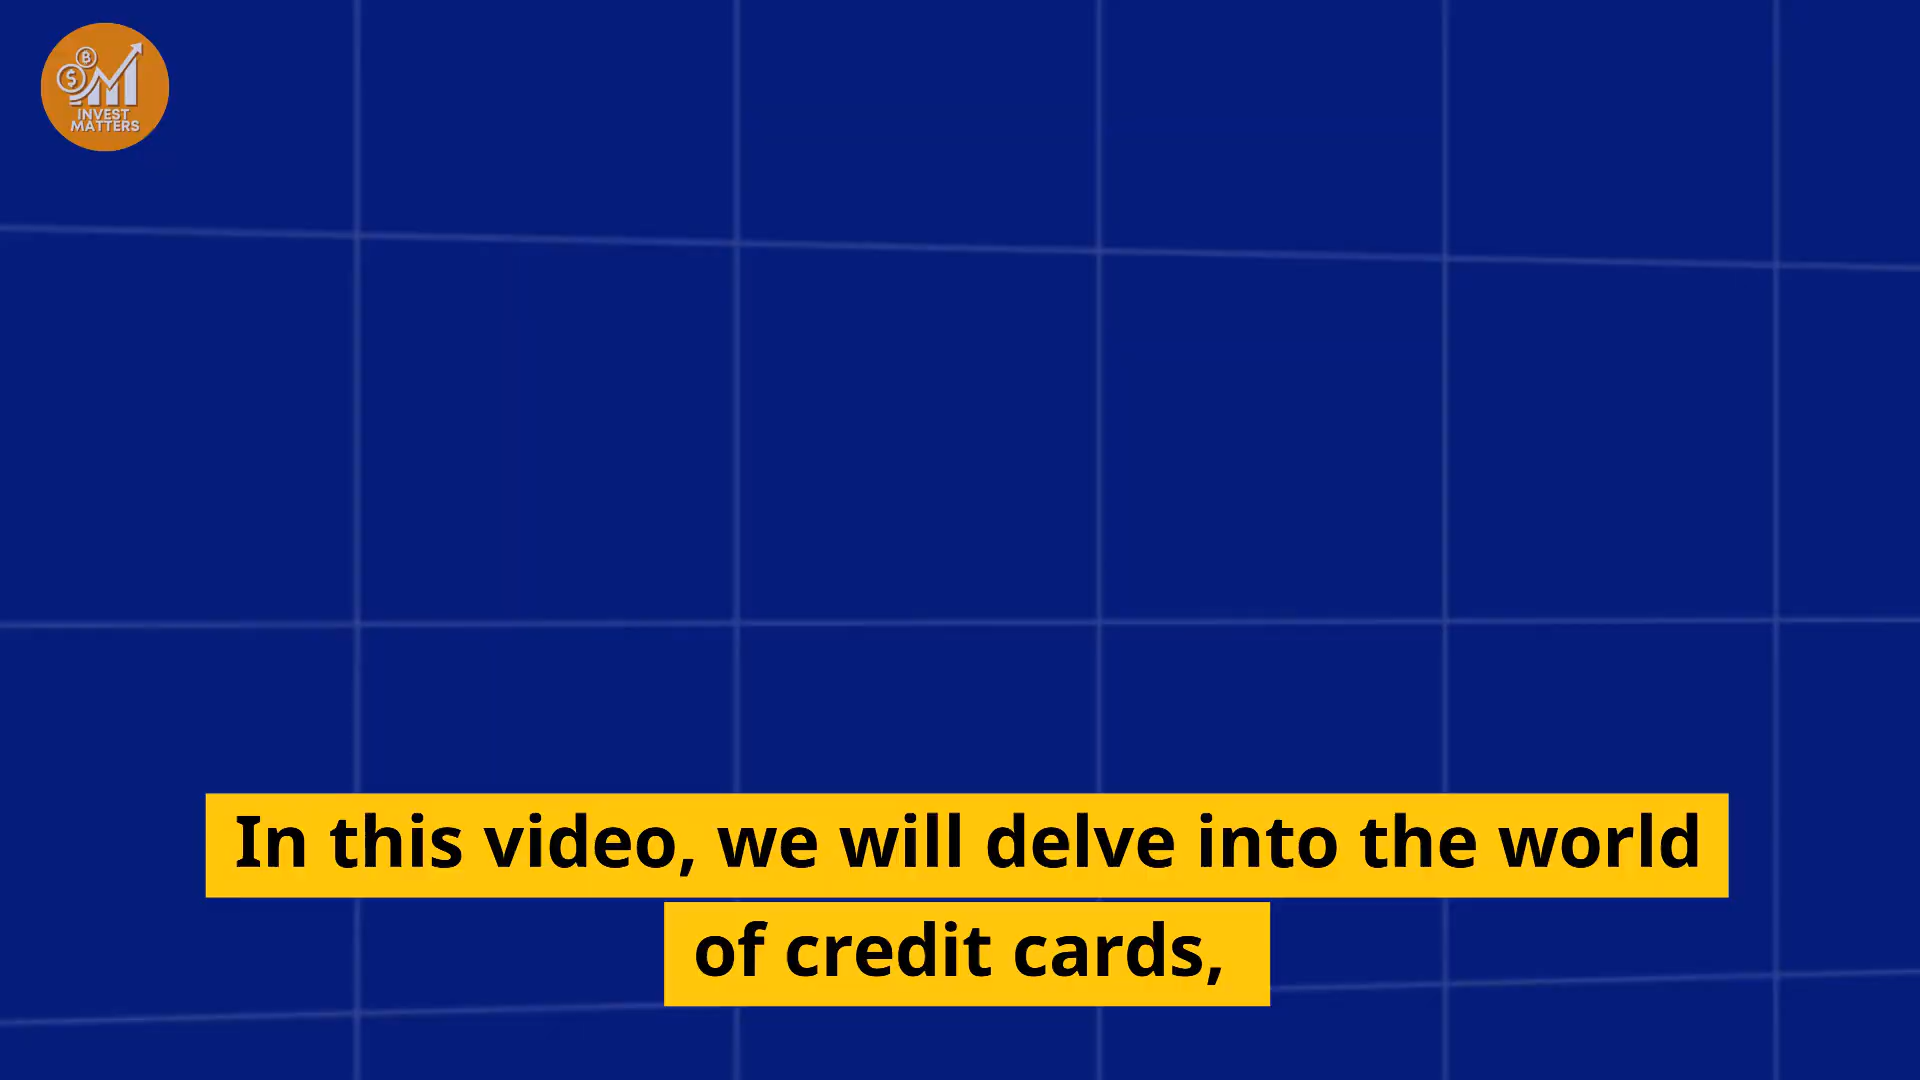 $ B
INVEST
MATTERS
In this video, we will delve into the world
of credit cards,